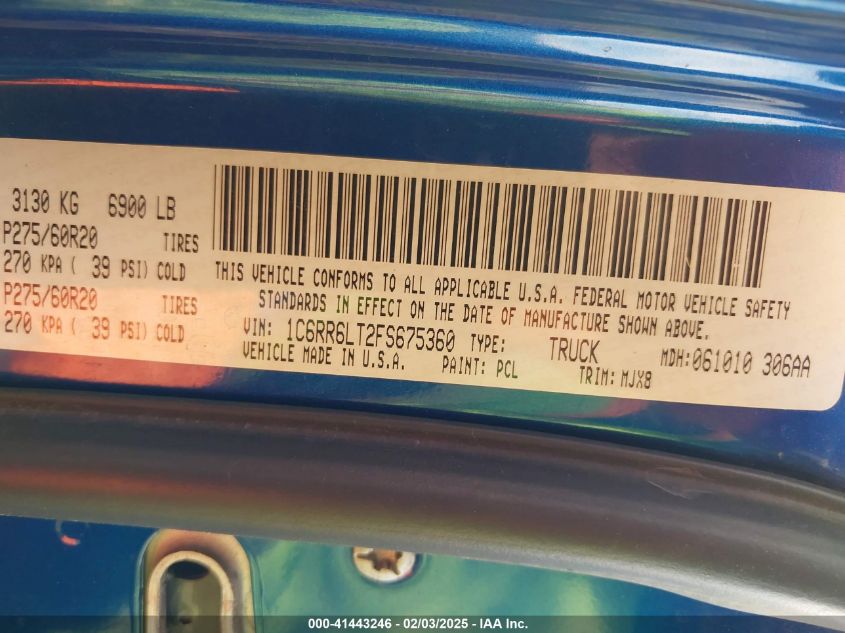 3130 KG 6900 LB
P275/60R20 TIRES
270 KPA ( 39 PSI) COLD
P275/60R20 TIRES
270 KPA ( 39 PSI) COLD
THIS VEHICLE CONFORMS TO ALL APPLICABLE U.S.A. FEDERAL MOTOR VEHICLE SAFETY
STANDARDS IN EFFECT ON THE DATE OF MANUFACTURE SHOWN ABOVE.
VIN: 1C6RR6LT2FS675360 TYPE: TRUCK MDH:061010 306AA
VEHICLE MADE IN U.S.A. PAINT: PCL TRIM: MJX8
000-41443246 - 02/03/2025 - IAA Inc.